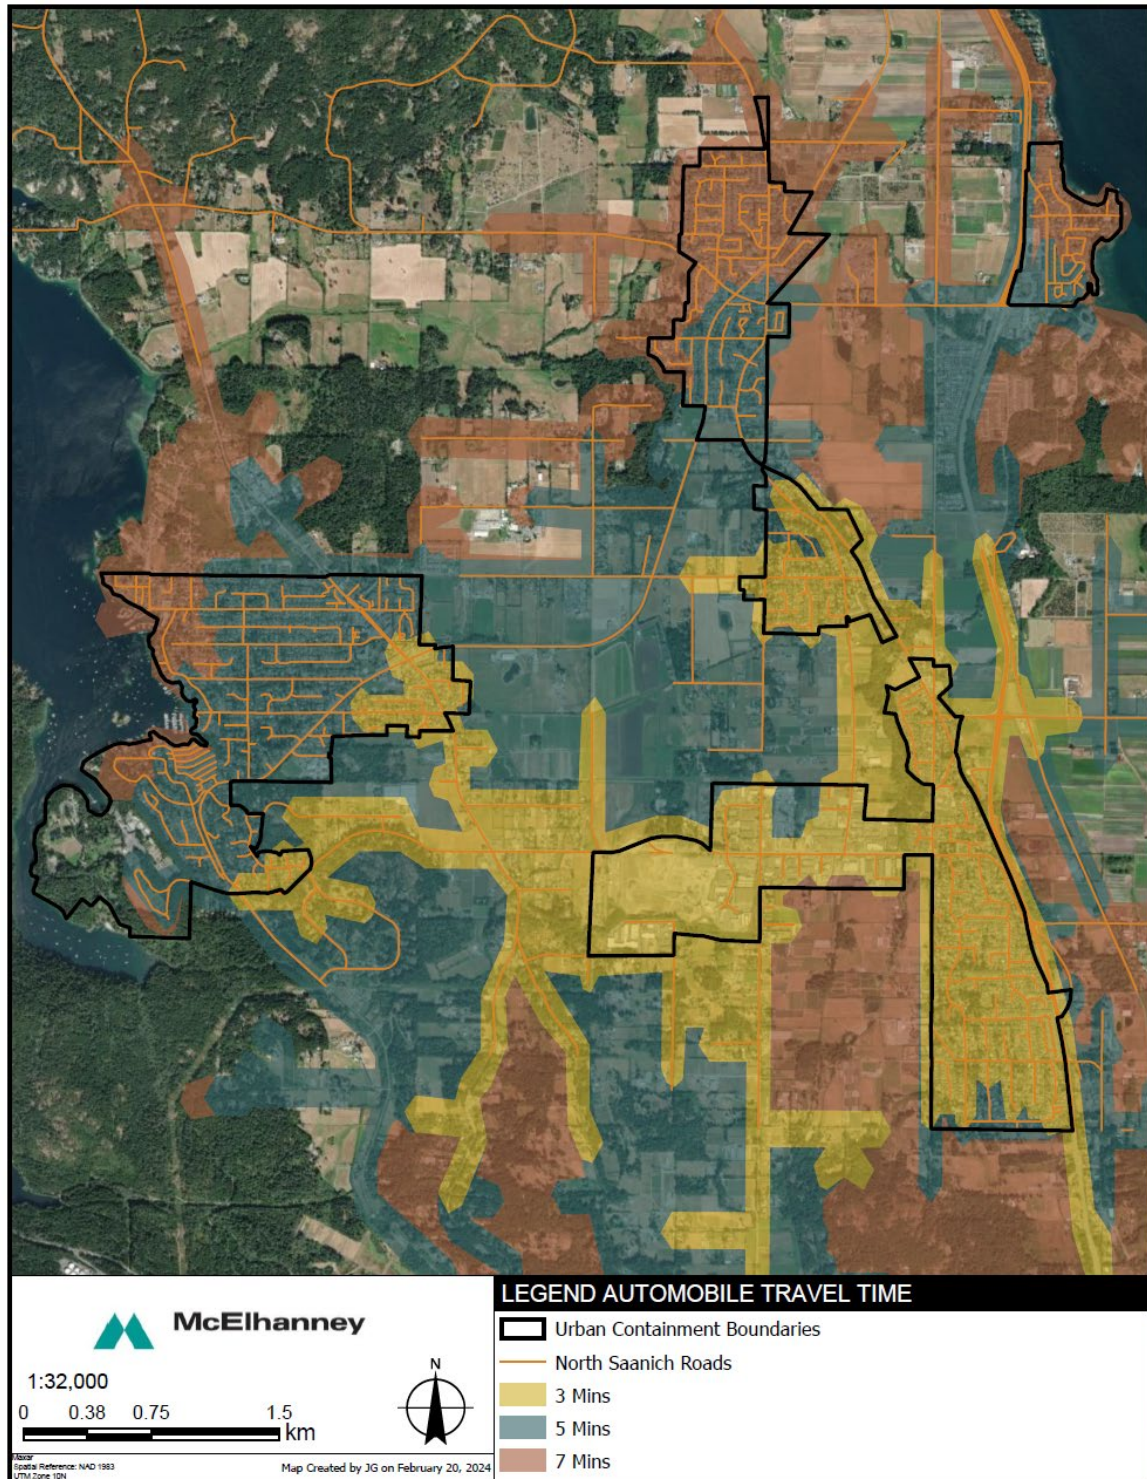 McElhanney
1:32,000
0 0.38 0.75 1.5 km
N
Maxar
Spatial Reference: NAD 1983
UTM Zone 10N
Map Created by JG on February 20, 2024
LEGEND AUTOMOBILE TRAVEL TIME
Urban Containment Boundaries
North Saanich Roads
3 Mins
5 Mins
7 Mins